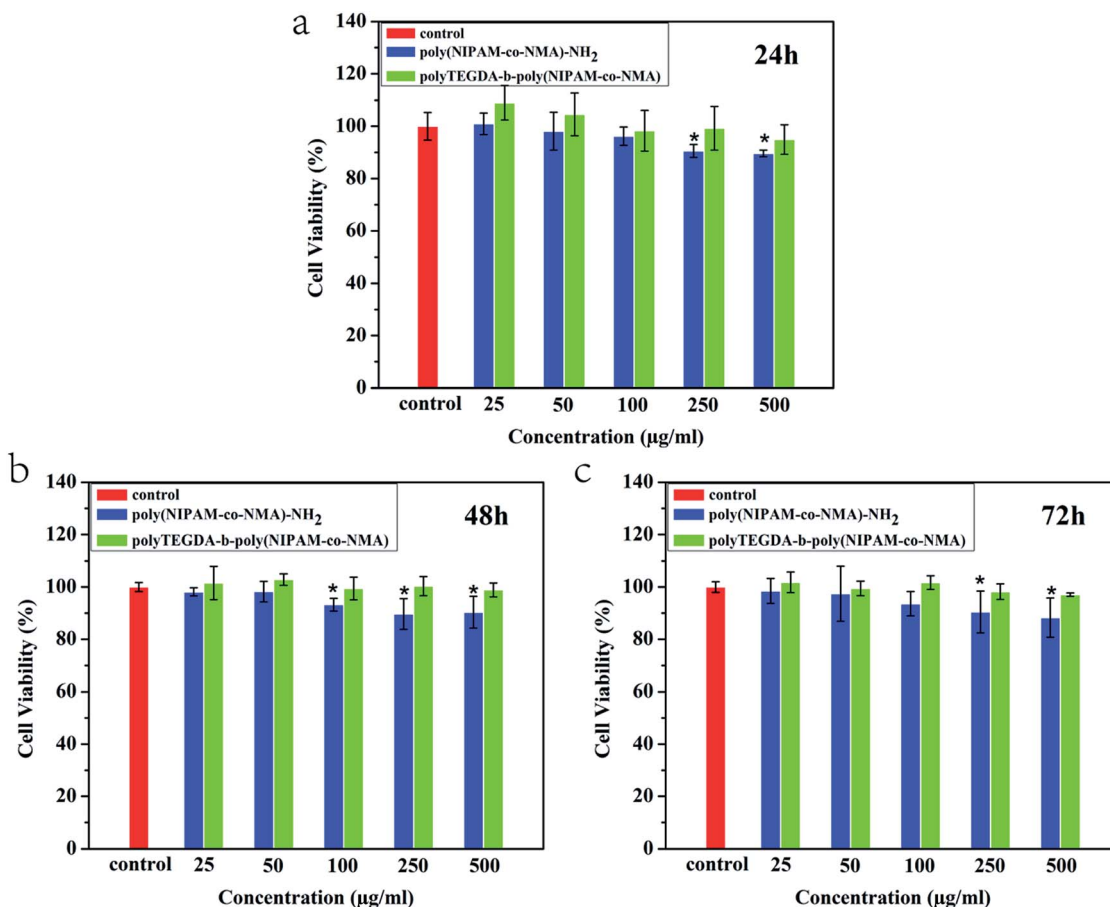 a
140
120
100
80
60
40
20
0
Cell Viability (%)
control
poly(NIPAM-co-NMA)-NH₂
polyTEGDA-b-poly(NIPAM-co-NMA)
24h
* *
control 25 50 100 250 500
Concentration (µg/ml)
b
140
120
100
80
60
40
20
0
Cell Viability (%)
control
poly(NIPAM-co-NMA)-NH₂
polyTEGDA-b-poly(NIPAM-co-NMA)
48h
* * *
control 25 50 100 250 500
Concentration (µg/ml)
c
140
120
100
80
60
40
20
0
Cell Viability (%)
control
poly(NIPAM-co-NMA)-NH₂
polyTEGDA-b-poly(NIPAM-co-NMA)
72h
* *
control 25 50 100 250 500
Concentration (µg/ml)